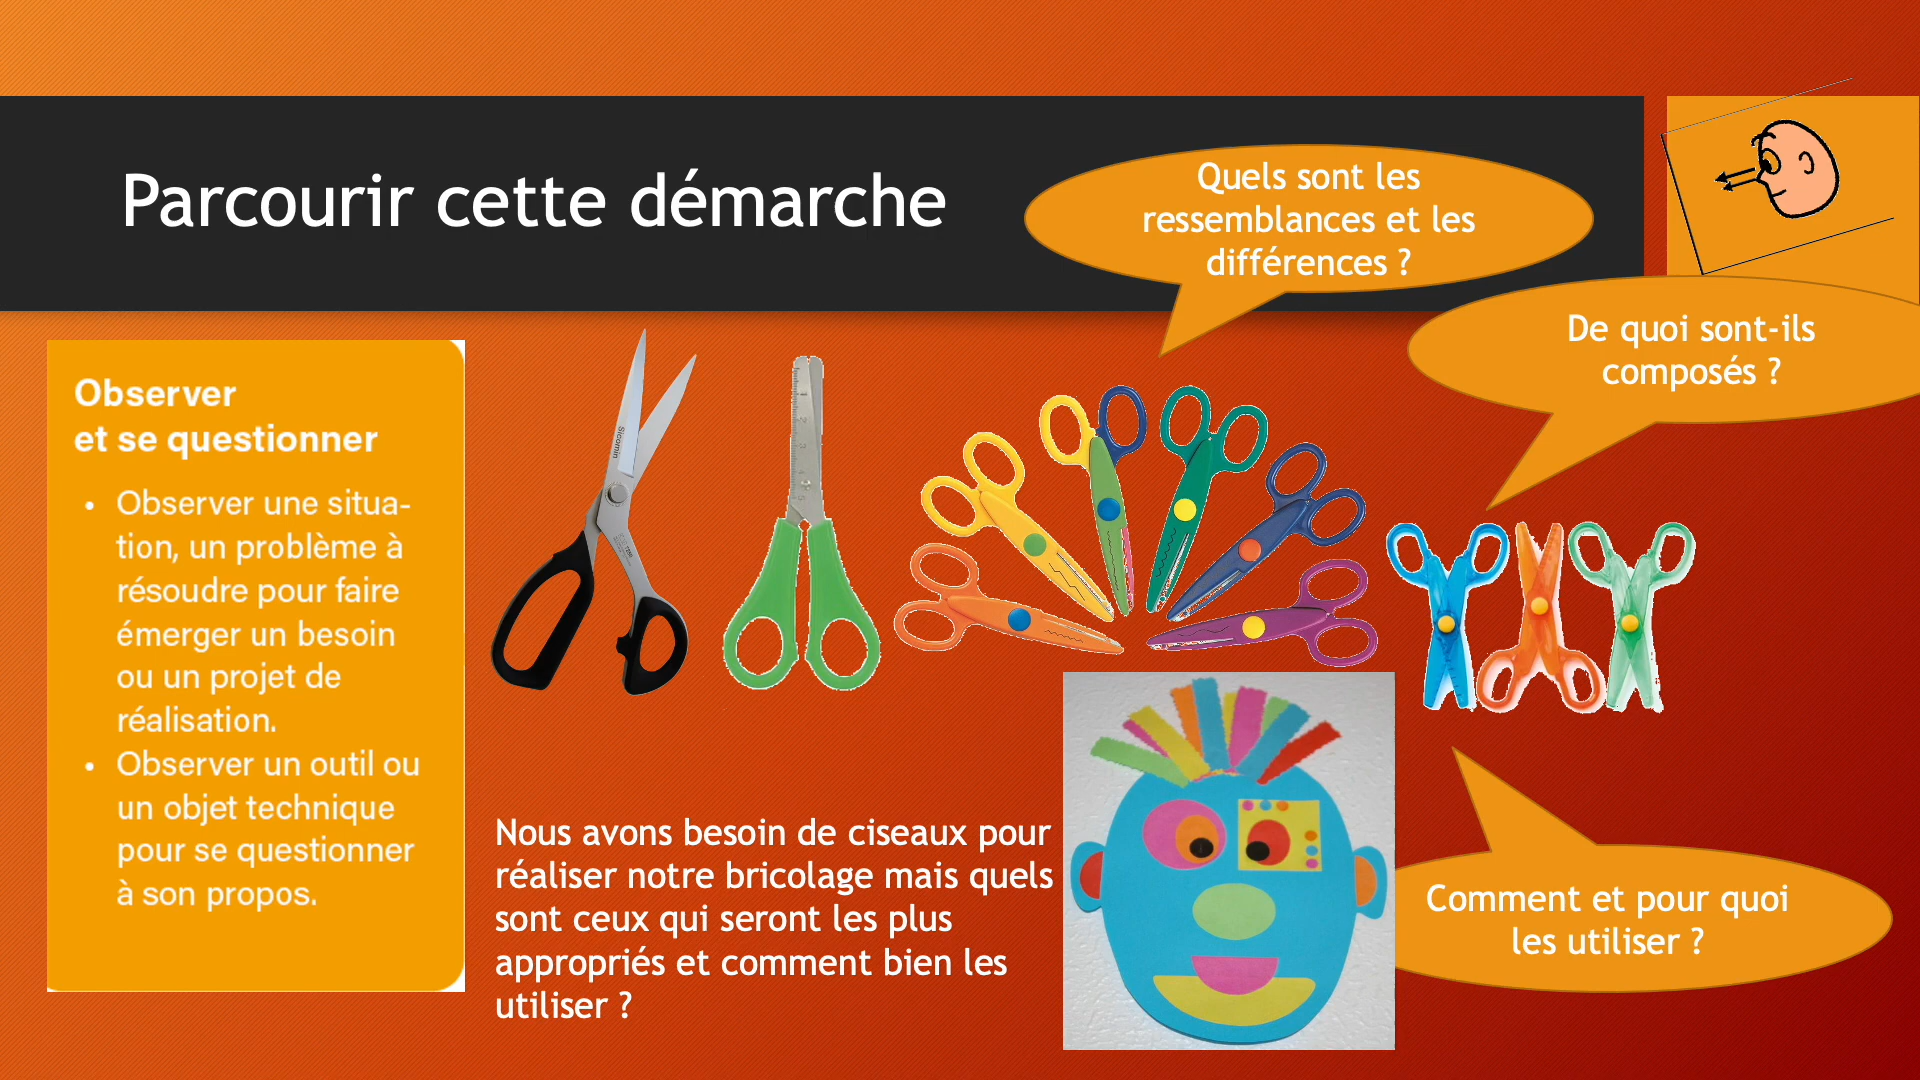 Parcourir cette démarche
Quels sont les
ressemblances et les
différences ?
De quoi sont-ils
composés ?
Observer
et se questionner
• Observer une situa-
tion, un problème à
résoudre pour faire
émerger un besoin
ou un projet de
réalisation.
• Observer un outil ou
un objet technique
pour se questionner
à son propos.
Sicomin
Nous avons besoin de ciseaux pour
réaliser notre bricolage mais quels
sont ceux qui seront les plus
appropriés et comment bien les
utiliser ?
Comment et pour quoi
les utiliser ?